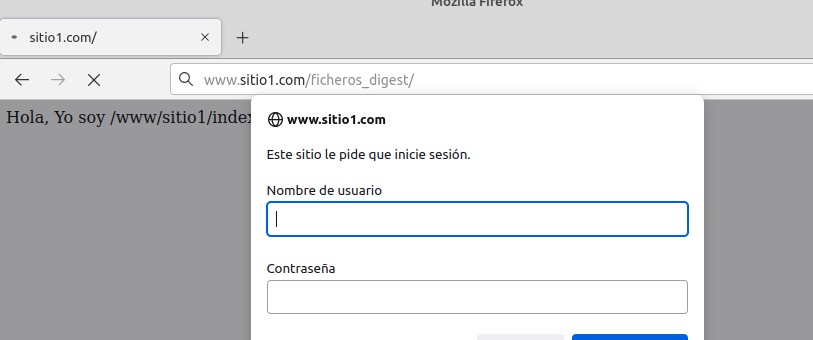 Mozilla Firefox
sitio1.com/
www.sitio1.com/ficheros_digest/
Hola, Yo soy /www/sitio1/index
www.sitio1.com
Este sitio le pide que inicie sesión.
Nombre de usuario
Contraseña